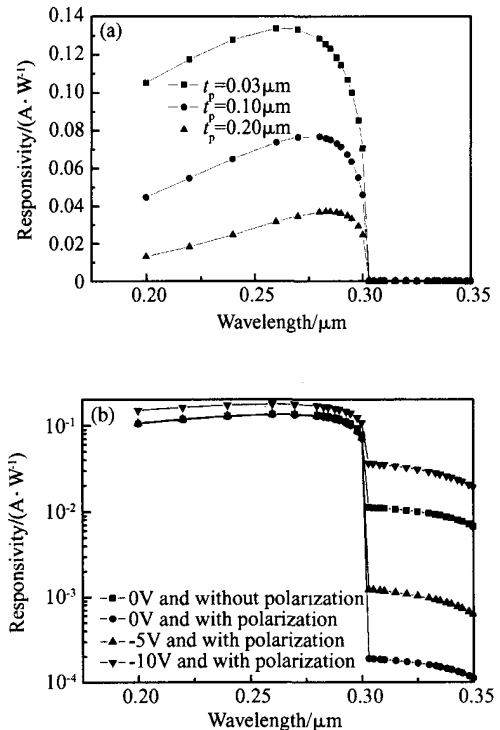 (a)
0.14
0.12
0.10
0.08
0.06
0.04
0.02
0
Responsivity/(A·W⁻¹)
tp=0.03μm
tp=0.10μm
tp=0.20μm
0.20
0.25
0.30
0.35
Wavelength/μm
(b)
10⁻¹
10⁻²
10⁻³
10⁻⁴
Responsivity/(A·W⁻¹)
0V and without polarization
0V and with polarization
-5V and with polarization
-10V and with polarization
0.20
0.25
0.30
0.35
Wavelength/μm